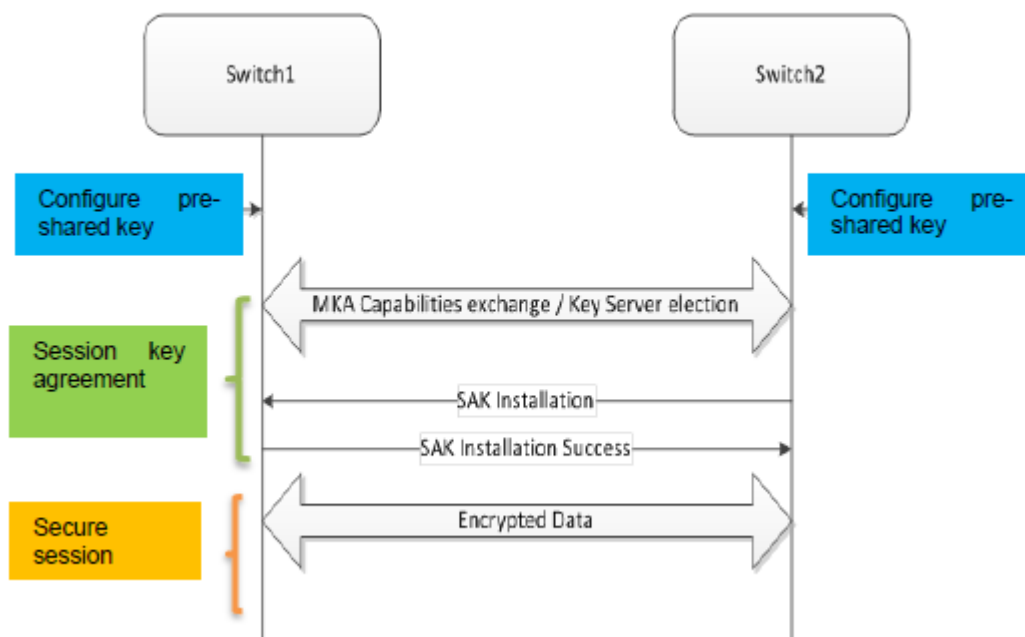 Switch1
Switch2
Configure pre-
shared key
Configure pre-
shared key
MKA Capabilities exchange / Key Server election
Session key
agreement
SAK Installation
SAK Installation Success
Secure
session
Encrypted Data